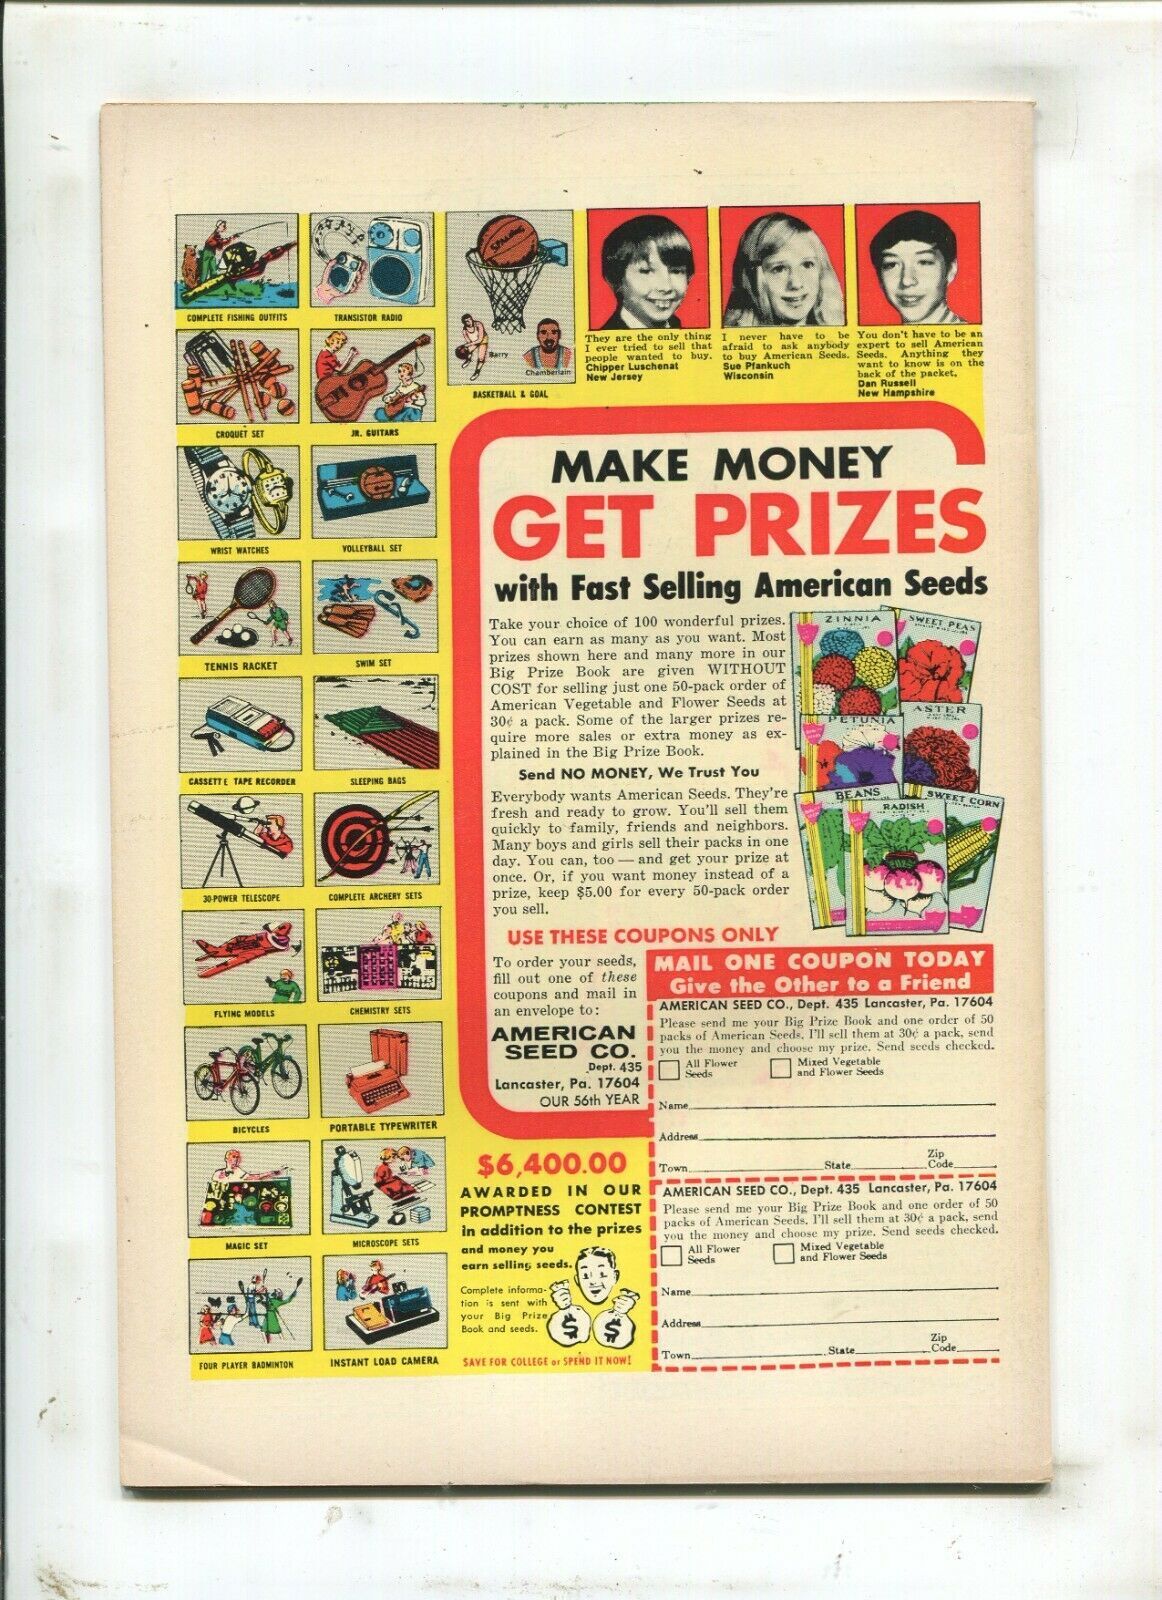 COMPLETE FISHING OUTFITS
TRANSISTOR RADIO
CROQUET SET
JR. GUITARS
WRIST WATCHES
VOLLEYBALL SET
TENNIS RACKET
SWIM SET
CASSETTE TAPE RECORDER
SLEEPING BAGS
30-POWER TELESCOPE
COMPLETE ARCHERY SETS
FLYING MODELS
CHEMISTRY SETS
BICYCLES
PORTABLE TYPEWRITER
MAGIC SET
MICROSCOPE SETS
FOUR PLAYER BADMINTON
INSTANT LOAD CAMERA
SPALDING
Barry
Chamberlain
BASKETBALL & GOAL
They are the only thing
I ever tried to sell that
people wanted to buy.
Chipper Luschenat
New Jersey
I never have to be
afraid to ask anybody
to buy American Seeds.
Sue Pfankuch
Wisconsin
You don't have to be an
expert to sell American
Seeds. Anything they
want to know is on the
back of the packet.
Dan Russell
New Hampshire
MAKE MONEY
GET PRIZES
with Fast Selling American Seeds
Take your choice of 100 wonderful prizes.
You can earn as many as you want. Most
prizes shown here and many more in our
Big Prize Book are given WITHOUT
COST for selling just one 50-pack order of
American Vegetable and Flower Seeds at
30¢ a pack. Some of the larger prizes re-
quire more sales or extra money as ex-
plained in the Big Prize Book.
Send NO MONEY, We Trust You
Everybody wants American Seeds. They're
fresh and ready to grow. You'll sell them
quickly to family, friends and neighbors.
Many boys and girls sell their packs in one
day. You can, too — and get your prize at
once. Or, if you want money instead of a
prize, keep $5.00 for every 50-pack order
you sell.
ZINNIA
SWEET PEAS
PETUNIA
ASTER
BEANS
RADISH
SWEET CORN
USE THESE COUPONS ONLY
To order your seeds,
fill out one of these
coupons and mail in
an envelope to:
AMERICAN
SEED CO.
Dept. 435
Lancaster, Pa. 17604
OUR 56th YEAR
MAIL ONE COUPON TODAY
Give the Other to a Friend
AMERICAN SEED CO., Dept. 435 Lancaster, Pa. 17604
Please send me your Big Prize Book and one order of 50
packs of American Seeds. I'll sell them at 30¢ a pack, send
you the money and choose my prize. Send seeds checked.
All Flower Seeds
Mixed Vegetable and Flower Seeds
Name
Address
Town State Zip Code
AMERICAN SEED CO., Dept. 435 Lancaster, Pa. 17604
Please send me your Big Prize Book and one order of 50
packs of American Seeds. I'll sell them at 30¢ a pack, send
you the money and choose my prize. Send seeds checked.
All Flower Seeds
Mixed Vegetable and Flower Seeds
Name
Address
Town State Zip Code
$6,400.00
AWARDED IN OUR
PROMPTNESS CONTEST
in addition to the prizes
and money you
earn selling seeds.
Complete informa-
tion is sent with
your Big Prize
Book and seeds.
$ $
SAVE FOR COLLEGE or SPEND IT NOW!